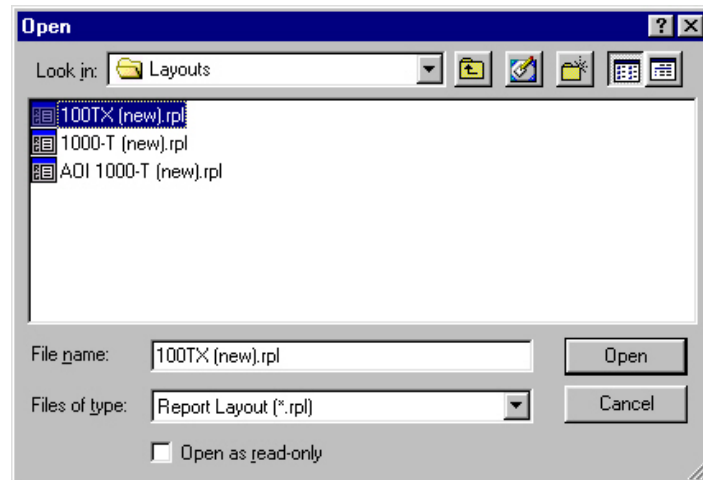 Open
Look in: Layouts
100TX (new).rpl
1000-T (new).rpl
AOI 1000-T (new).rpl
File name: 100TX (new).rpl Open
Files of type: Report Layout (*.rpl) Cancel
Open as read-only